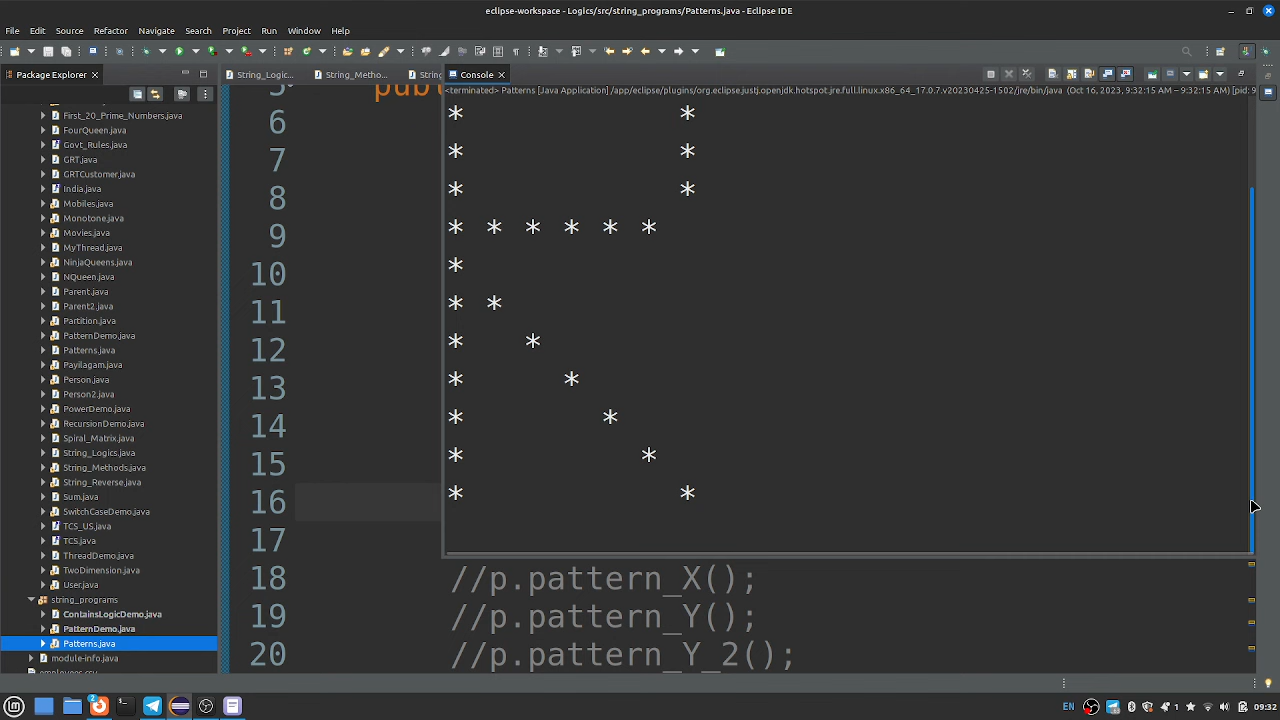 eclipse-workspace - Logics/src/string_programs/Patterns.java - Eclipse IDE
File Edit Source Refactor Navigate Search Project Run Window Help
Package Explorer
String_Logic...
String_Metho...
Console
<terminated> Patterns [Java Application] /app/eclipse/plugins/org.eclipse.justj.openjdk.hotspot.jre.full.linux.x86_64_17.0.7.v20230425-1502/jre/bin/java (Oct 16, 2023, 9:32:15 AM – 9:32:15 AM) [pid: 9
First_20_Prime_Numbers.java
FourQueen.java
Govt_Rules.java
GRT.java
GRTCustomer.java
India.java
Mobiles.java
Monotone.java
Movies.java
MyThread.java
NinjaQueens.java
NQueen.java
Parent.java
Parent2.java
Partition.java
PatternDemo.java
Patterns.java
Payilagam.java
Person.java
Person2.java
PowerDemo.java
RecursionDemo.java
Spiral_Matrix.java
String_Logics.java
String_Methods.java
String_Reverse.java
Sum.java
SwitchCaseDemo.java
TCS_US.java
TCS.java
ThreadDemo.java
TwoDimension.java
User.java
string_programs
ContainsLogicDemo.java
PatternDemo.java
Patterns.java
module-info.java
5 publ
6
7
8
9
10
11
12
13
14
15
16
17
18 //p.pattern_X();
19 //p.pattern_Y();
20 //p.pattern_Y_2();
* *
* *
* *
* * * * * *
*
* *
* *
* *
* *
* *
* *
EN
1
09:32